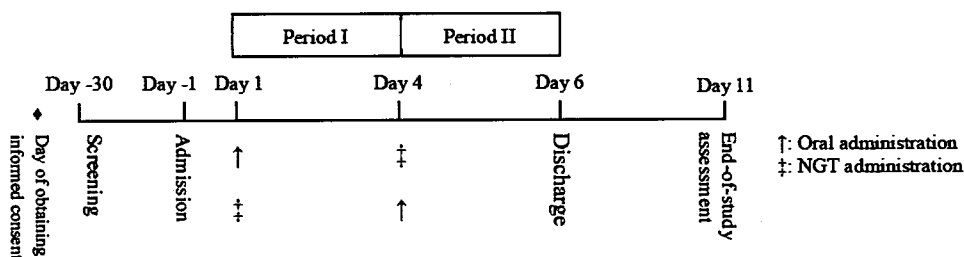 Period I Period II
Day -30 Day -1 Day 1 Day 4 Day 6 Day 11
◆ Day of obtaining
informed consent
Screening
Admission
↑ ‡
‡ ↑
Discharge
End-of-study
assessment
↑: Oral administration
‡: NGT administration